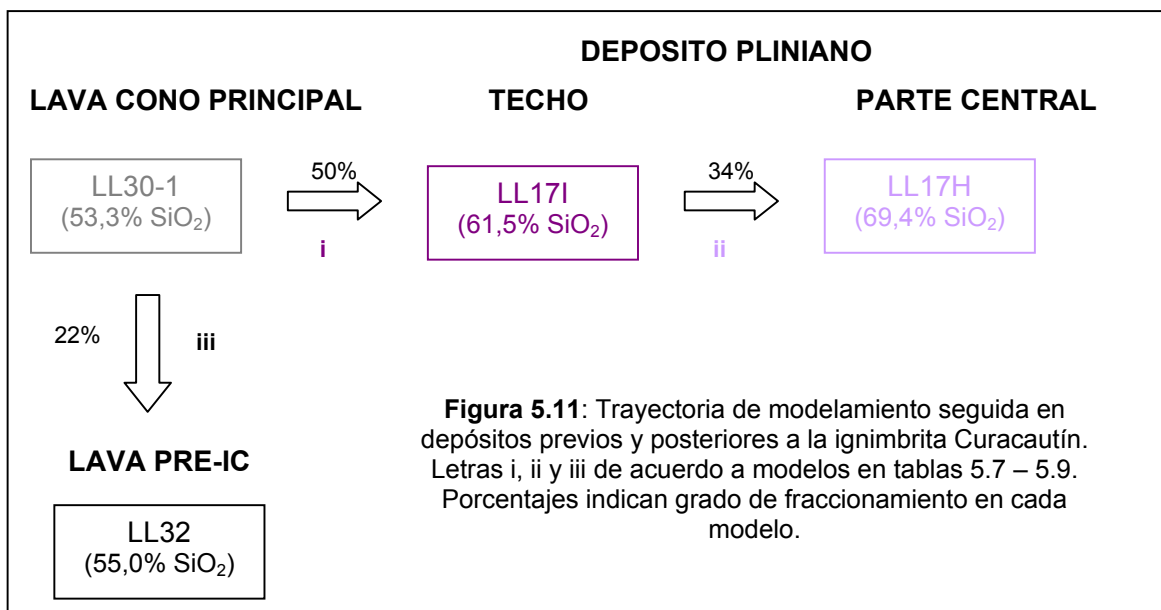 DEPOSITO PLINIANO
LAVA CONO PRINCIPAL
TECHO
PARTE CENTRAL
LL30-1
(53,3% SiO₂)
50%
i
LL17I
(61,5% SiO₂)
34%
ii
LL17H
(69,4% SiO₂)
22%
iii
LAVA PRE-IC
LL32
(55,0% SiO₂)
Figura 5.11: Trayectoria de modelamiento seguida en
depósitos previos y posteriores a la ignimbrita Curacautín.
Letras i, ii y iii de acuerdo a modelos en tablas 5.7 – 5.9.
Porcentajes indican grado de fraccionamiento en cada
modelo.